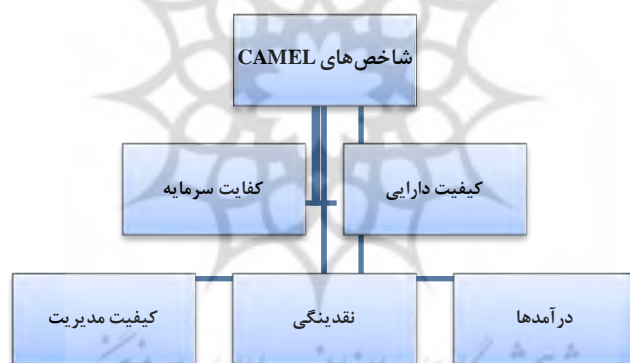 شاخص‌های CAMEL
کیفیت دارایی
کفایت سرمایه
درآمدها
نقدینگی
کیفیت مدیریت